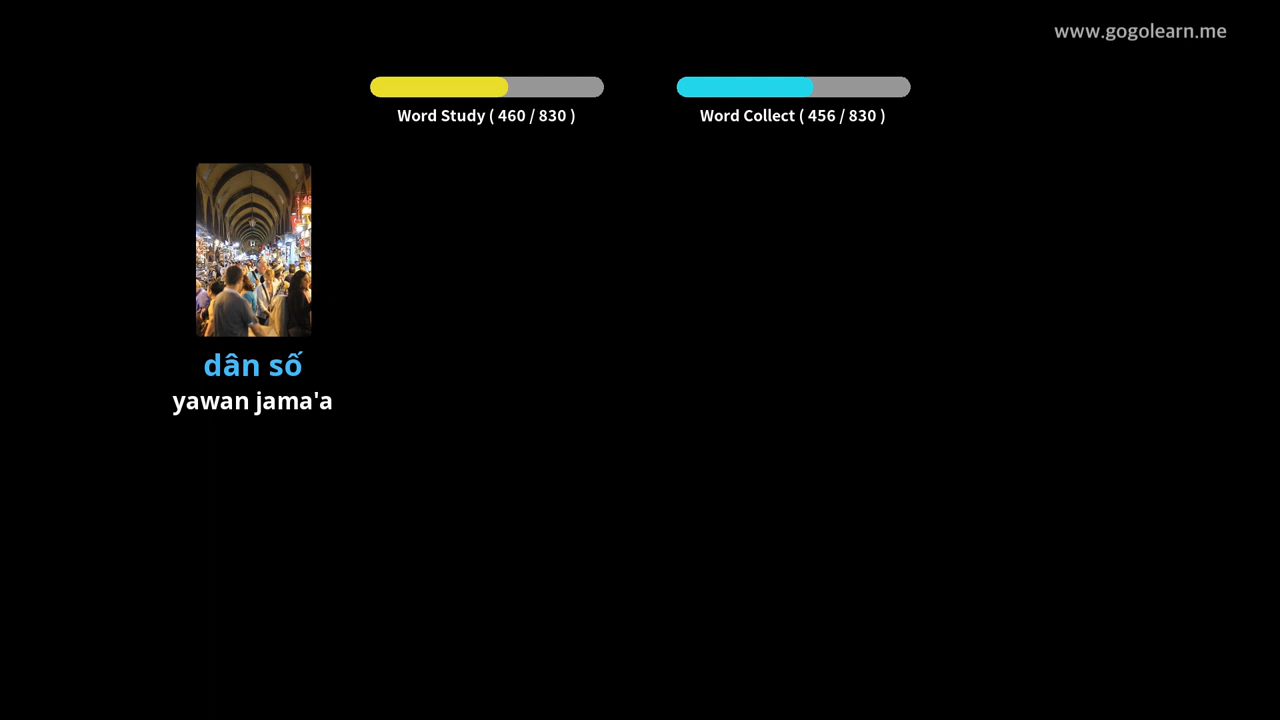 www.gogolearn.me
Word Study ( 460 / 830 )
Word Collect ( 456 / 830 )
dân số
yawan jama'a